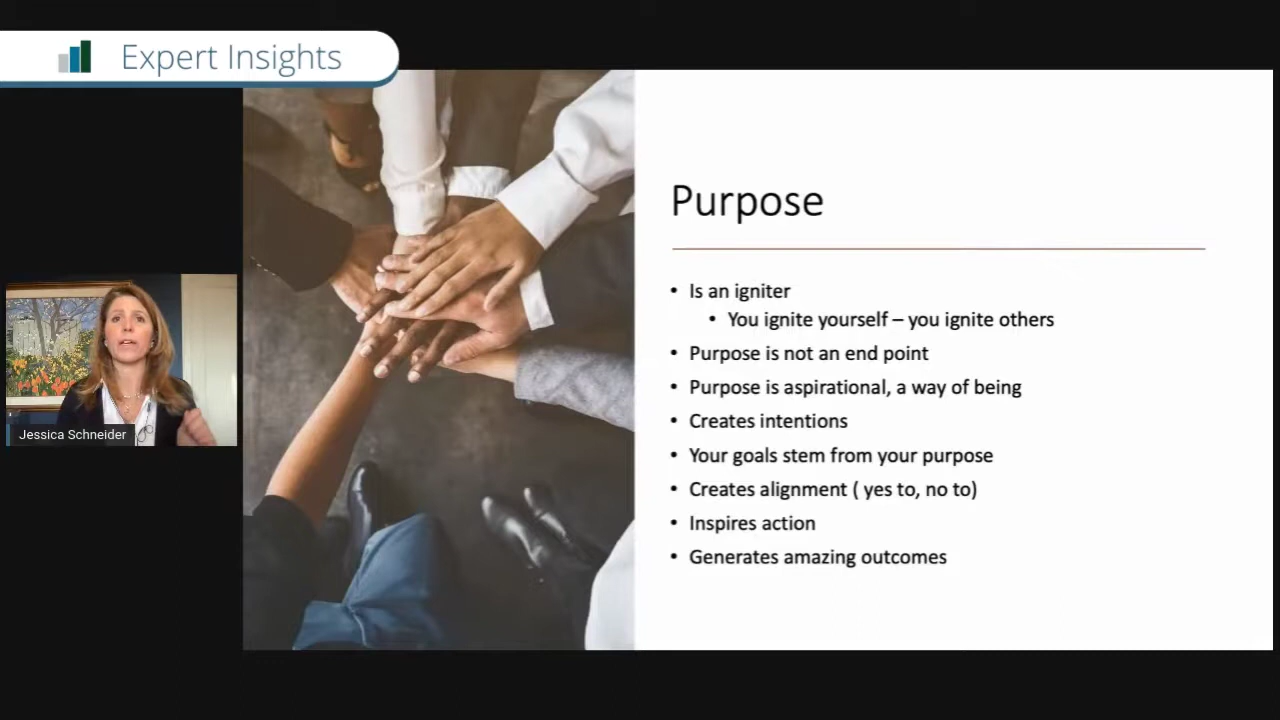 Expert Insights
Purpose
• Is an igniter
• You ignite yourself – you ignite others
• Purpose is not an end point
• Purpose is aspirational, a way of being
• Creates intentions
• Your goals stem from your purpose
• Creates alignment ( yes to, no to)
• Inspires action
• Generates amazing outcomes
Jessica Schneider